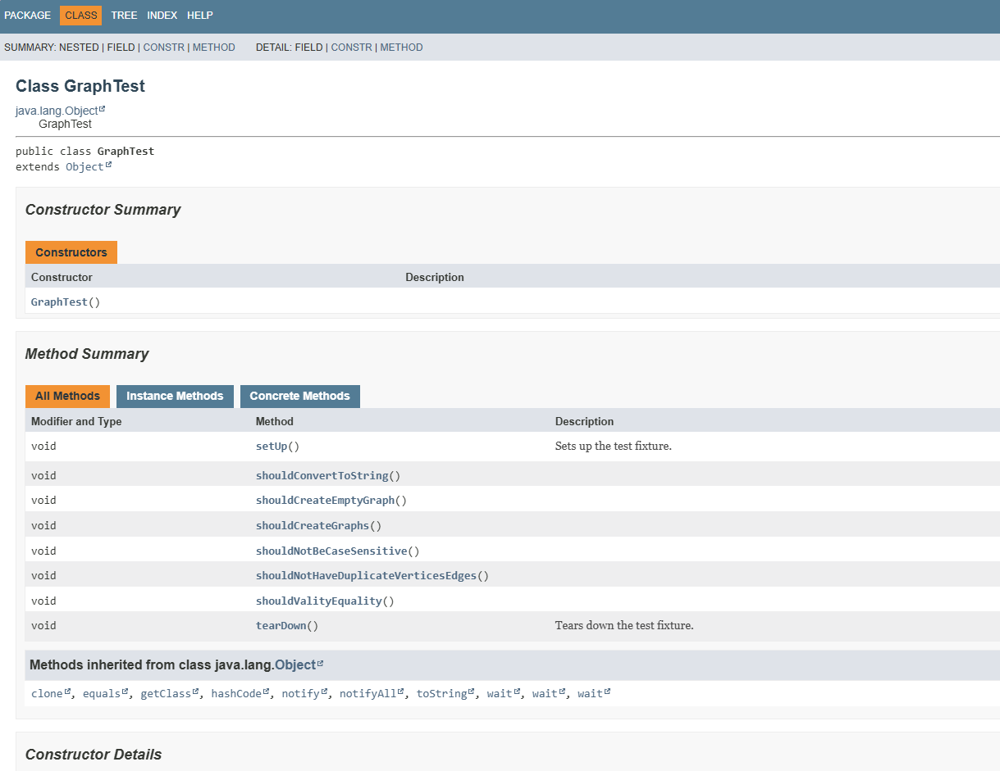 PACKAGE CLASS TREE INDEX HELP
SUMMARY: NESTED | FIELD | CONSTR | METHOD DETAIL: FIELD | CONSTR | METHOD
Class GraphTest
java.lang.Object
GraphTest
public class GraphTest
extends Object
Constructor Summary
Constructors
Constructor Description
GraphTest()
Method Summary
All Methods Instance Methods Concrete Methods
Modifier and Type Method Description
void setUp() Sets up the test fixture.
void shouldConvertToString()
void shouldCreateEmptyGraph()
void shouldCreateGraphs()
void shouldNotBeCaseSensitive()
void shouldNotHaveDuplicateVerticesEdges()
void shouldValityEquality()
void tearDown() Tears down the test fixture.
Methods inherited from class java.lang.Object
clone, equals, getClass, hashCode, notify, notifyAll, toString, wait, wait, wait
Constructor Details